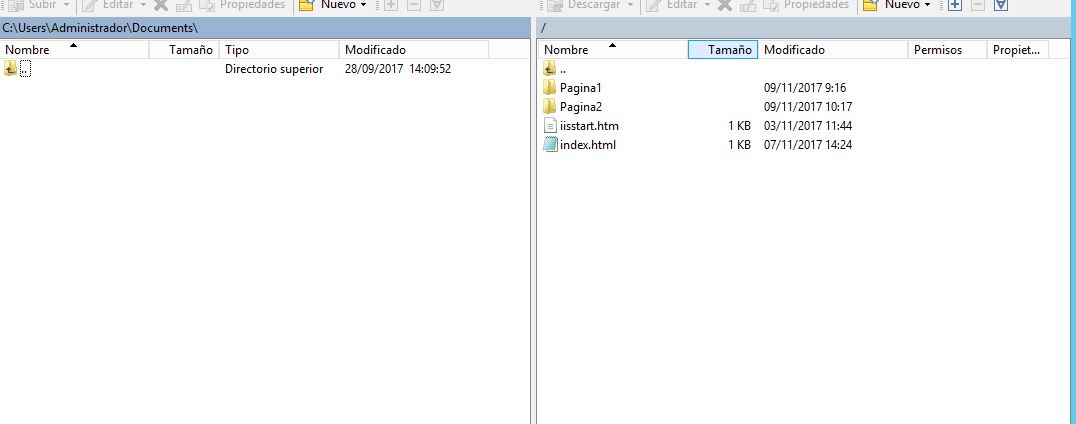 Subir Editar Propiedades Nuevo
C:\Users\Administrador\Documents\
Nombre Tamaño Tipo Modificado
.. Directorio superior 28/09/2017 14:09:52
Descargar Editar Propiedades Nuevo
/
Nombre Tamaño Modificado Permisos Propiet...
..
Pagina1 09/11/2017 9:16
Pagina2 09/11/2017 10:17
iisstart.htm 1 KB 03/11/2017 11:44
index.html 1 KB 07/11/2017 14:24